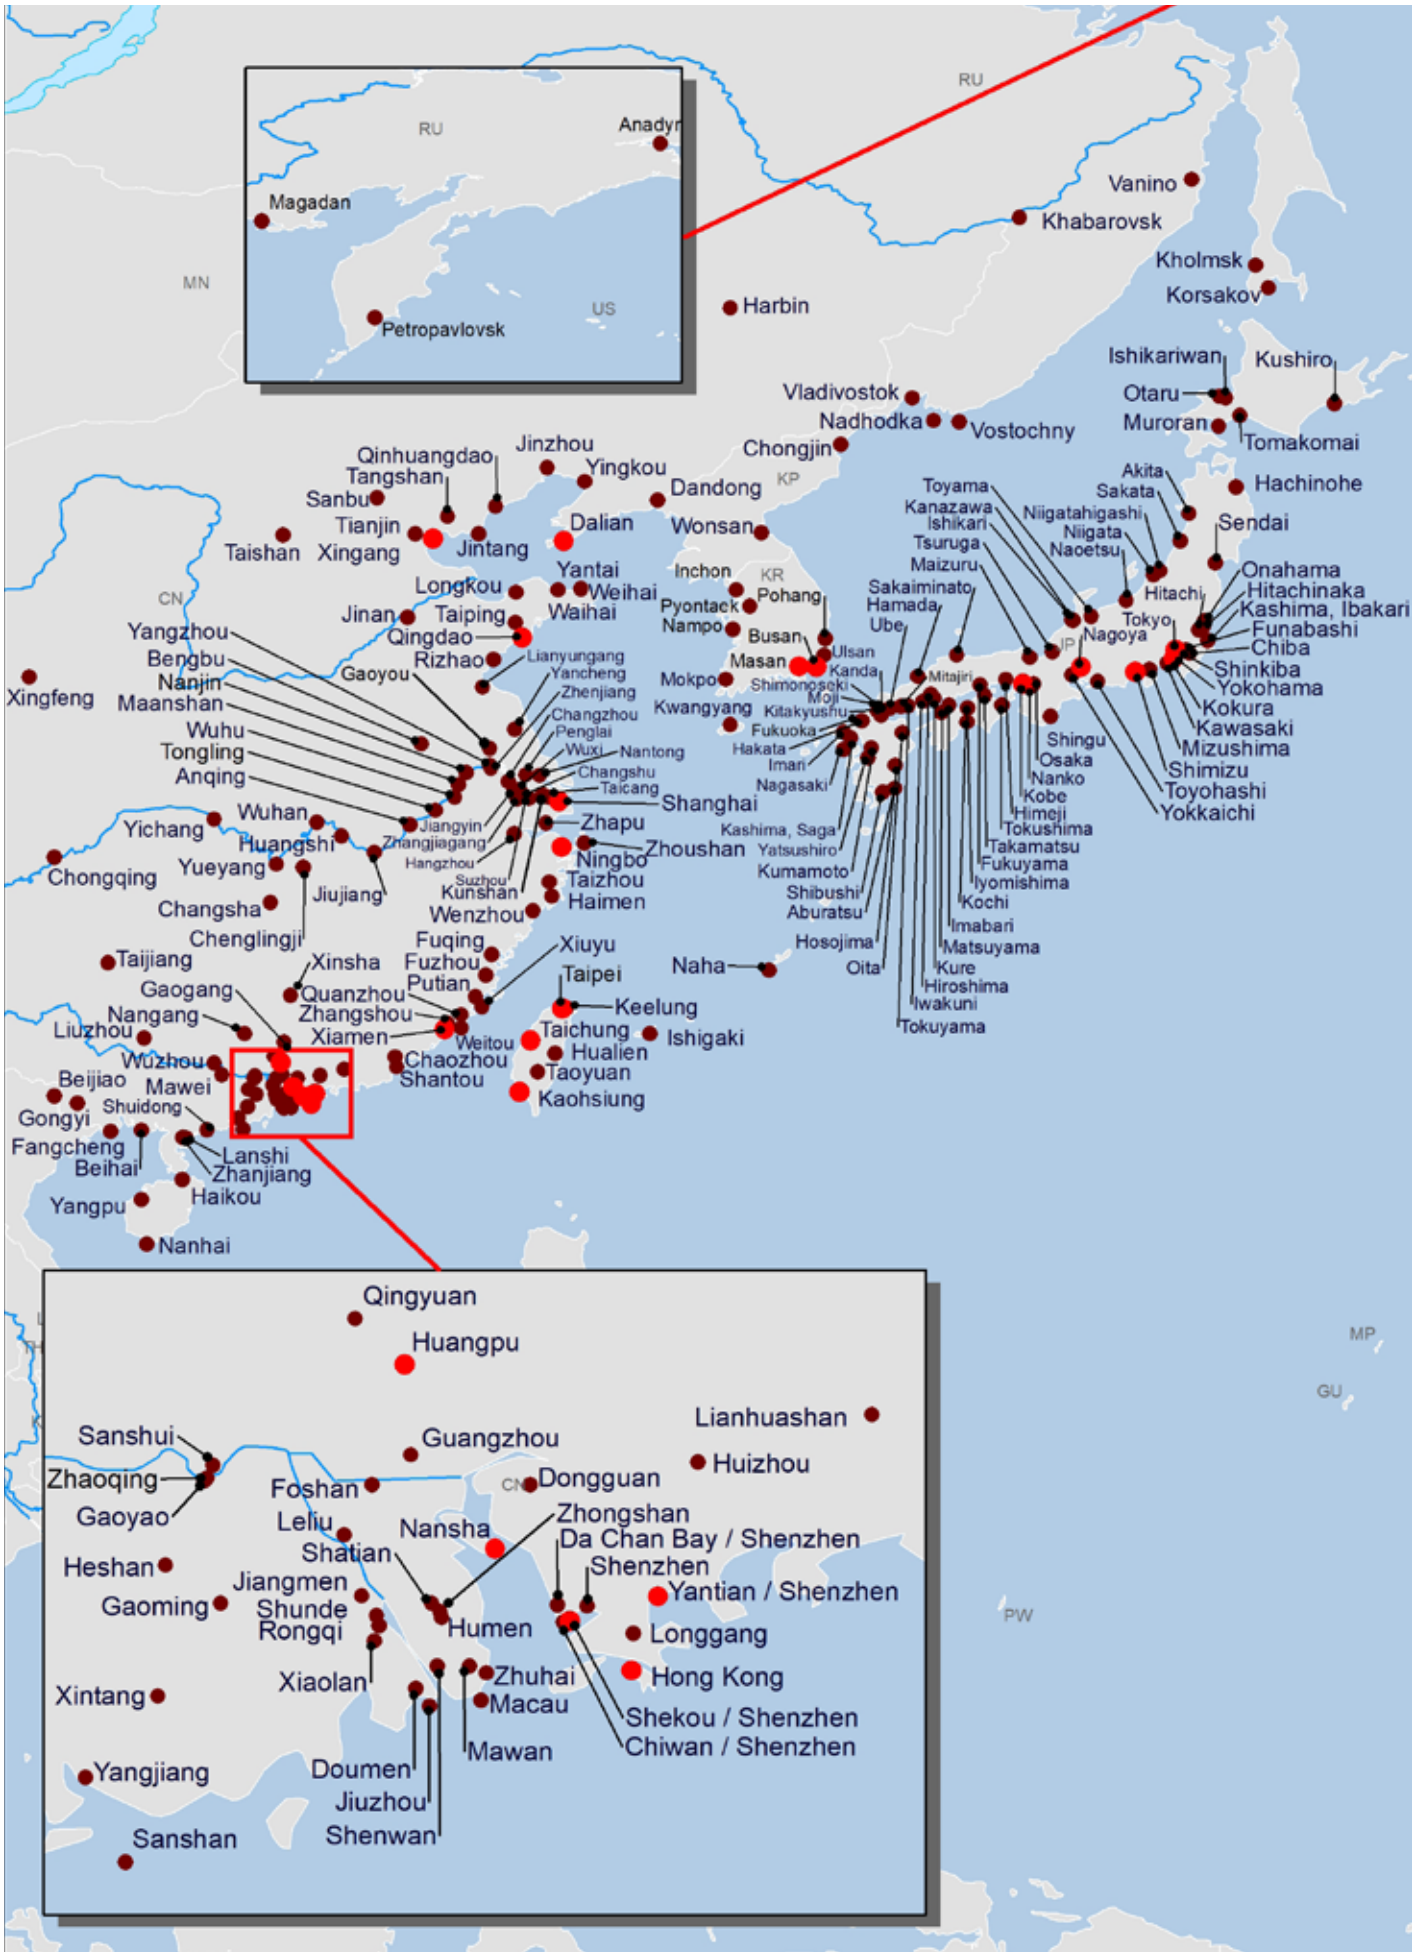 RU
RU
Anadyr
Magadan
US
Petropavlovsk
MN
Vanino
Khabarovsk
Kholmsk
Korsakov
Harbin
Ishikariwan
Kushiro
Otaru
Muroran
Tomakomai
Vladivostok
Nadhodka
Vostochny
Chongjin
KP
Jinzhou
Qinhuangdao
Tangshan
Yingkou
Sanbu
Dandong
Tianjin
Xingang
Jintang
Dalian
Wonsan
Taishan
Akita
Sakata
Hachinohe
Toyama
Kanazawa
Ishikari
Tsuruga
Maizuru
Niigatahigashi
Niigata
Naoetsu
Sendai
Inchon
KR
Pohang
Pyontaek
Nampo
Busan
Masan
Ulsan
Mokpo
Kwangyang
Sakaiminato
Hamada
Ube
Hitachi
Onahama
Hitachinaka
Kashima, Ibakari
Funabashi
Chiba
Shinkiba
Yokohama
Kokura
Kawasaki
Mizushima
Shimizu
Toyohashi
Yokkaichi
Tokyo
JP
Nagoya
CN
Longkou
Yantai
Weihai
Waihai
Jinan
Taiping
Qingdao
Rizhao
Yangzhou
Bengbu
Nanjin
Maanshan
Wuhu
Tongling
Anqing
Gaoyou
Lianyungang
Yancheng
Zhenjiang
Changzhou
Penglai
Wuxi
Nantong
Changshu
Taicang
Shanghai
Xingfeng
Kanda
Mitajiri
Shimonoseki
Moji
Kitakyushu
Fukuoka
Hakata
Imari
Nagasaki
Shingu
Osaka
Nanko
Kobe
Himeji
Tokushima
Takamatsu
Fukuyama
Iyomishima
Kochi
Imabari
Matsuyama
Kure
Hiroshima
Iwakuni
Tokuyama
Kashima, Saga
Yatsushiro
Kumamoto
Shibushi
Aburatsu
Hosojima
Oita
Yichang
Wuhan
Huangshi
Jiangyin
Zhangjiagang
Hangzhou
Suzhou
Kunshan
Zhapu
Zhoushan
Ningbo
Taizhou
Haimen
Wenzhou
Chongqing
Yueyang
Jiujiang
Changsha
Chenglingji
Taijiang
Xinsha
Fuqing
Fuzhou
Putian
Xiuyu
Naha
Gaogang
Nangang
Quanzhou
Zhangshou
Xiamen
Weitou
Taipei
Keelung
Taichung
Hualien
Taoyuan
Kaohsiung
Ishigaki
Liuzhou
Wuzhou
Chaozhou
Shantou
Beijiao
Mawei
Gongyi
Shuidong
Fangcheng
Beihai
Lanshi
Zhanjiang
Haikou
Yangpu
Nanhai
MP
GU
PW
Qingyuan
Huangpu
Lianhuashan
Sanshui
Guangzhou
Huizhou
Zhaoqing
Foshan
CN
Dongguan
Gaoyao
Leliu
Nansha
Zhongshan
Shatian
Da Chan Bay / Shenzhen
Shenzhen
Heshan
Jiangmen
Yantian / Shenzhen
Gaoming
Shunde
Rongqi
Humen
Longgang
Xiaolan
Zhuhai
Hong Kong
Xintang
Macau
Shekou / Shenzhen
Mawan
Chiwan / Shenzhen
Yangjiang
Doumen
Jiuzhou
Shenwan
Sanshan